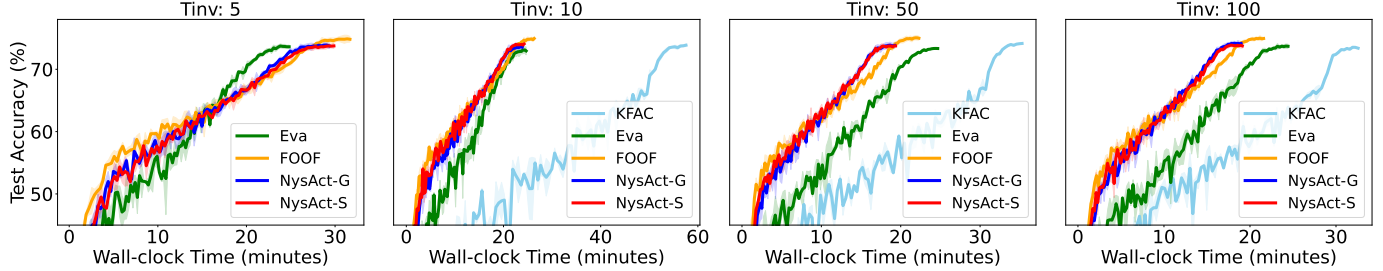 Tinv: 5
Tinv: 10
Tinv: 50
Tinv: 100
Test Accuracy (%)
70
60
50
Eva
FOOF
NysAct-G
NysAct-S
0 10 20 30
Wall-clock Time (minutes)
KFAC
Eva
FOOF
NysAct-G
NysAct-S
0 20 40 60
Wall-clock Time (minutes)
KFAC
Eva
FOOF
NysAct-G
NysAct-S
0 10 20 30
Wall-clock Time (minutes)
KFAC
Eva
FOOF
NysAct-G
NysAct-S
0 10 20 30
Wall-clock Time (minutes)